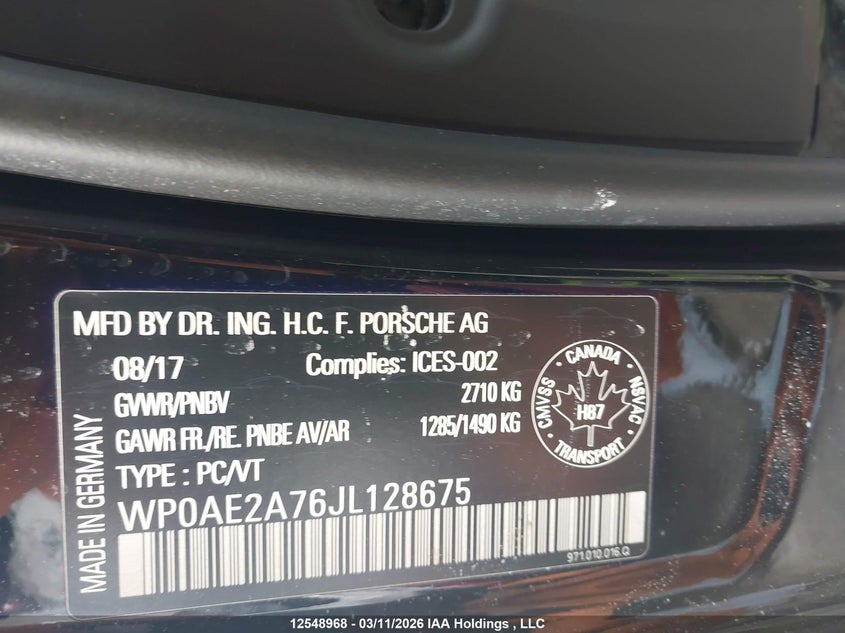 MFD BY DR. ING. H.C. F. PORSCHE AG
08/17 Complies: ICES-002
GVWR/PNBV 2710 KG
GAWR FR./RE. PNBE AV/AR 1285/1490 KG
TYPE : PC/VT
WP0AE2A76JL128675
MADE IN GERMANY
CANADA
CMVSS
NSVAC
H87
TRANSPORT
971.010.016.Q
12548968 - 03/11/2026 IAA Holdings , LLC